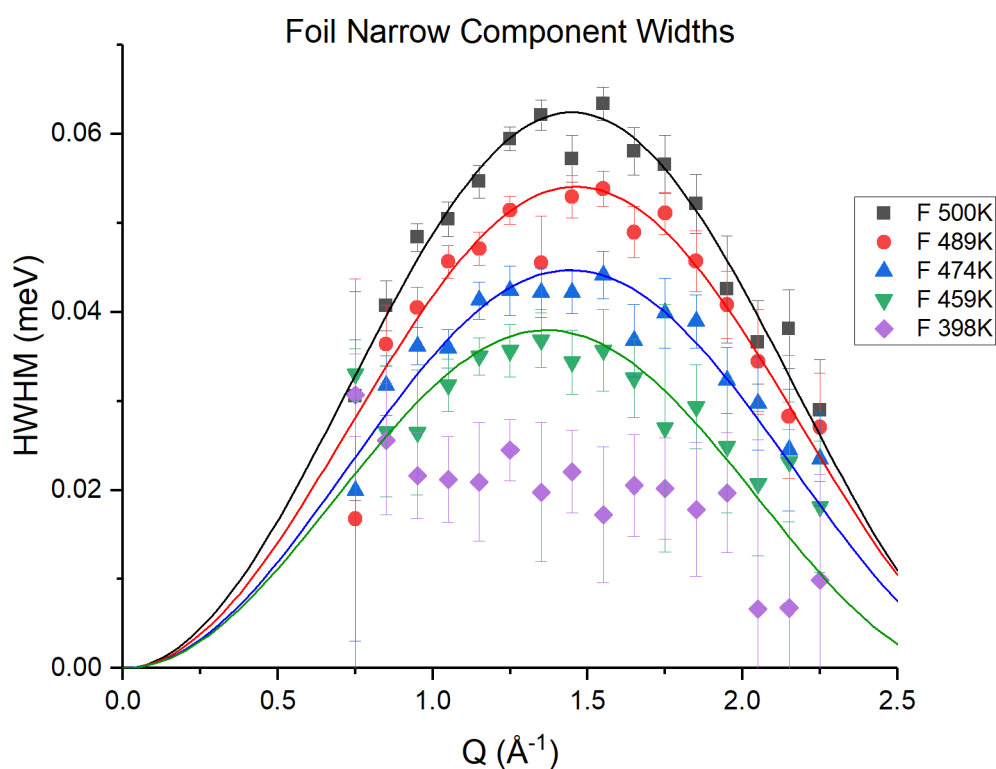 Foil Narrow Component Widths
HWHM (meV)
0.06
0.04
0.02
0.00
0.0 0.5 1.0 1.5 2.0 2.5
Q (Å⁻¹)
F 500K
F 489K
F 474K
F 459K
F 398K